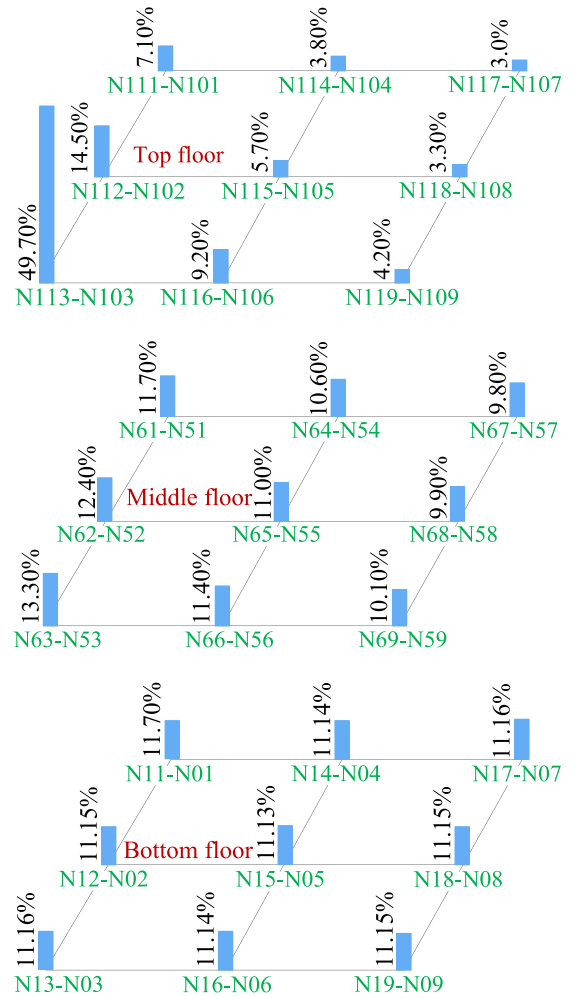 7.10%
3.80%
3.0%
N111-N101
N114-N104
N117-N107
14.50%
Top floor
5.70%
3.30%
N112-N102
N115-N105
N118-N108
49.70%
9.20%
4.20%
N113-N103
N116-N106
N119-N109
11.70%
10.60%
9.80%
N61-N51
N64-N54
N67-N57
12.40%
Middle floor
11.00%
9.90%
N62-N52
N65-N55
N68-N58
13.30%
11.40%
10.10%
N63-N53
N66-N56
N69-N59
11.70%
11.14%
11.16%
N11-N01
N14-N04
N17-N07
11.15%
Bottom floor
11.13%
11.15%
N12-N02
N15-N05
N18-N08
11.16%
11.14%
11.15%
N13-N03
N16-N06
N19-N09